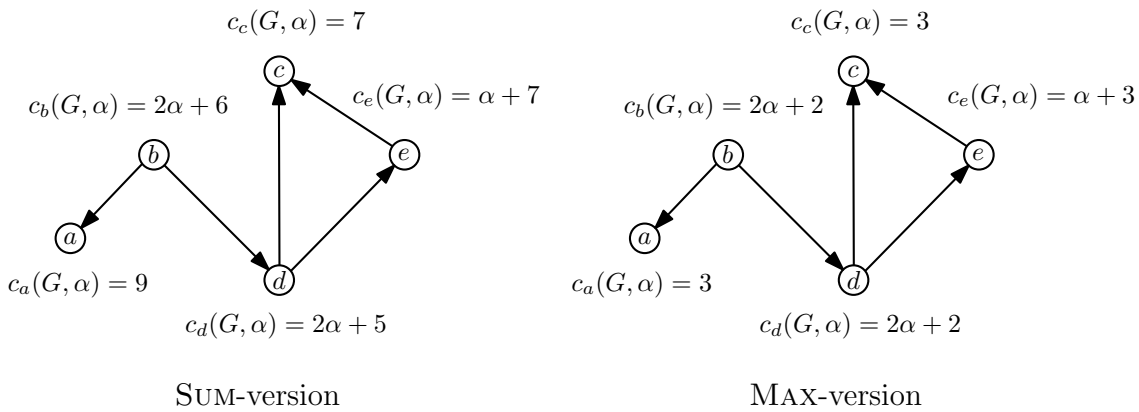 c_c(G, α) = 7
c_b(G, α) = 2α + 6
c_e(G, α) = α + 7
c
b
e
a
d
c_a(G, α) = 9
c_d(G, α) = 2α + 5
SUM-version
c_c(G, α) = 3
c_b(G, α) = 2α + 2
c_e(G, α) = α + 3
c
b
e
a
d
c_a(G, α) = 3
c_d(G, α) = 2α + 2
MAX-version